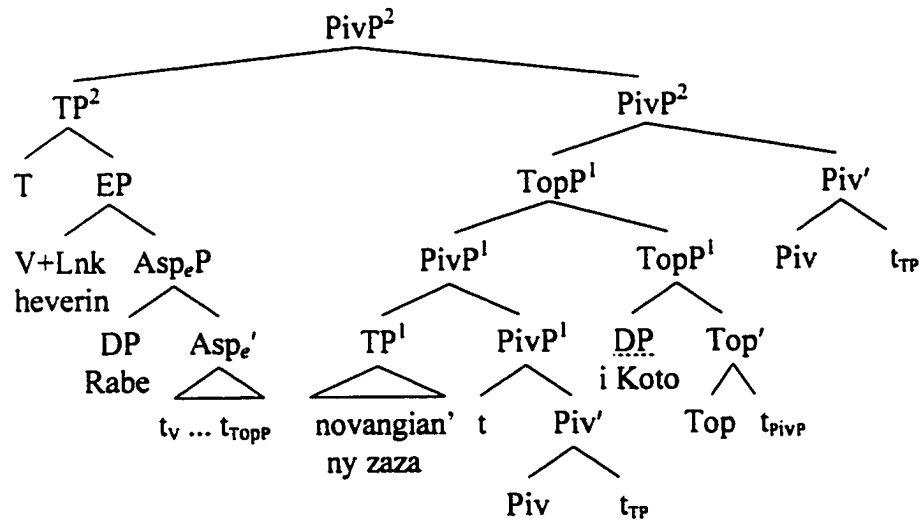 PivP²
TP² PivP²
T EP TopP¹ Piv′
V+Lnk AspₑP PivP¹ TopP¹ Piv t_TP
heverin
DP Aspₑ′ TP¹ PivP¹ DP Top′
Rabe i Koto
t_V ... t_TopP novangian’ t Piv′ Top t_PivP
ny zaza
Piv t_TP